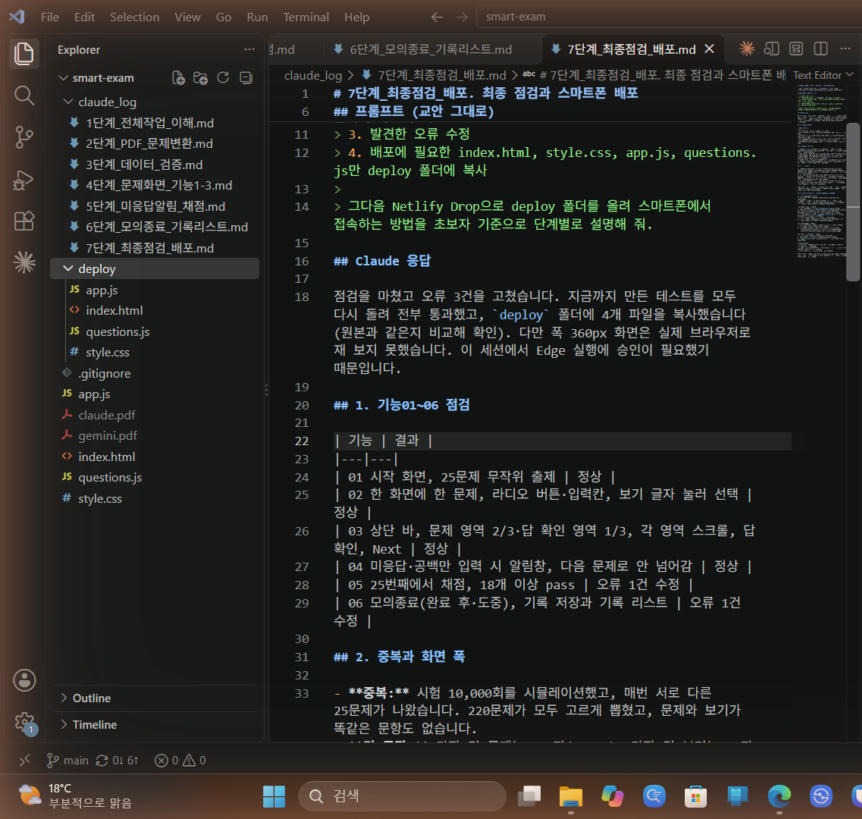 File Edit Selection View Go Run Terminal Help
smart-exam
Explorer
smart-exam
claude_log
1단계_전체작업_이해.md
2단계_PDF_문제변환.md
3단계_데이터_검증.md
4단계_문제화면_기능1-3.md
5단계_미응답알림_채점.md
6단계_모의종료_기록리스트.md
7단계_최종점검_배포.md
deploy
JS app.js
<> index.html
JS questions.js
# style.css
.gitignore
JS app.js
claude.pdf
gemini.pdf
<> index.html
JS questions.js
# style.css
Outline
Timeline
.md 6단계_모의종료_기록리스트.md 7단계_최종점검_배포.md
claude_log > 7단계_최종점검_배포.md > abc # 7단계_최종점검_배포. 최종 점검과 스마트폰 배 Text Editor
1 # 7단계_최종점검_배포. 최종 점검과 스마트폰 배포
6 ## 프롬프트 (교안 그대로)
11 > 3. 발견한 오류 수정
12 > 4. 배포에 필요한 index.html, style.css, app.js, questions.
js만 deploy 폴더에 복사
13 >
14 > 그다음 Netlify Drop으로 deploy 폴더를 올려 스마트폰에서
접속하는 방법을 초보자 기준으로 단계별로 설명해 줘.
15
16 ## Claude 응답
17
18 점검을 마쳤고 오류 3건을 고쳤습니다. 지금까지 만든 테스트를 모두
다시 돌려 전부 통과했고, `deploy` 폴더에 4개 파일을 복사했습니다
(원본과 같은지 비교해 확인). 다만 폭 360px 화면은 실제 브라우저로
재 보지 못했습니다. 이 세션에서 Edge 실행에 승인이 필요했기
때문입니다.
19
20 ## 1. 기능01~06 점검
21
22 | 기능 | 결과 |
23 |---|---|
24 | 01 시작 화면, 25문제 무작위 출제 | 정상 |
25 | 02 한 화면에 한 문제, 라디오 버튼·입력칸, 보기 글자 눌러 선택 |
정상 |
26 | 03 상단 바, 문제 영역 2/3·답 확인 영역 1/3, 각 영역 스크롤, 답
확인, Next | 정상 |
27 | 04 미응답·공백만 입력 시 알림창, 다음 문제로 안 넘어감 | 정상 |
28 | 05 25번째에서 채점, 18개 이상 pass | 오류 1건 수정 |
29 | 06 모의종료(완료 후·도중), 기록 저장과 기록 리스트 | 오류 1건
수정 |
30
31 ## 2. 중복과 화면 폭
32
33 - **중복:** 시험 10,000회를 시뮬레이션했고, 매번 서로 다른
25문제가 나왔습니다. 220문제가 모두 고르게 뽑혔고, 문제와 보기가
똑같은 문항도 없습니다.
1
main 0↓ 6↑ 0 0
18°C
부분적으로 맑음
검색